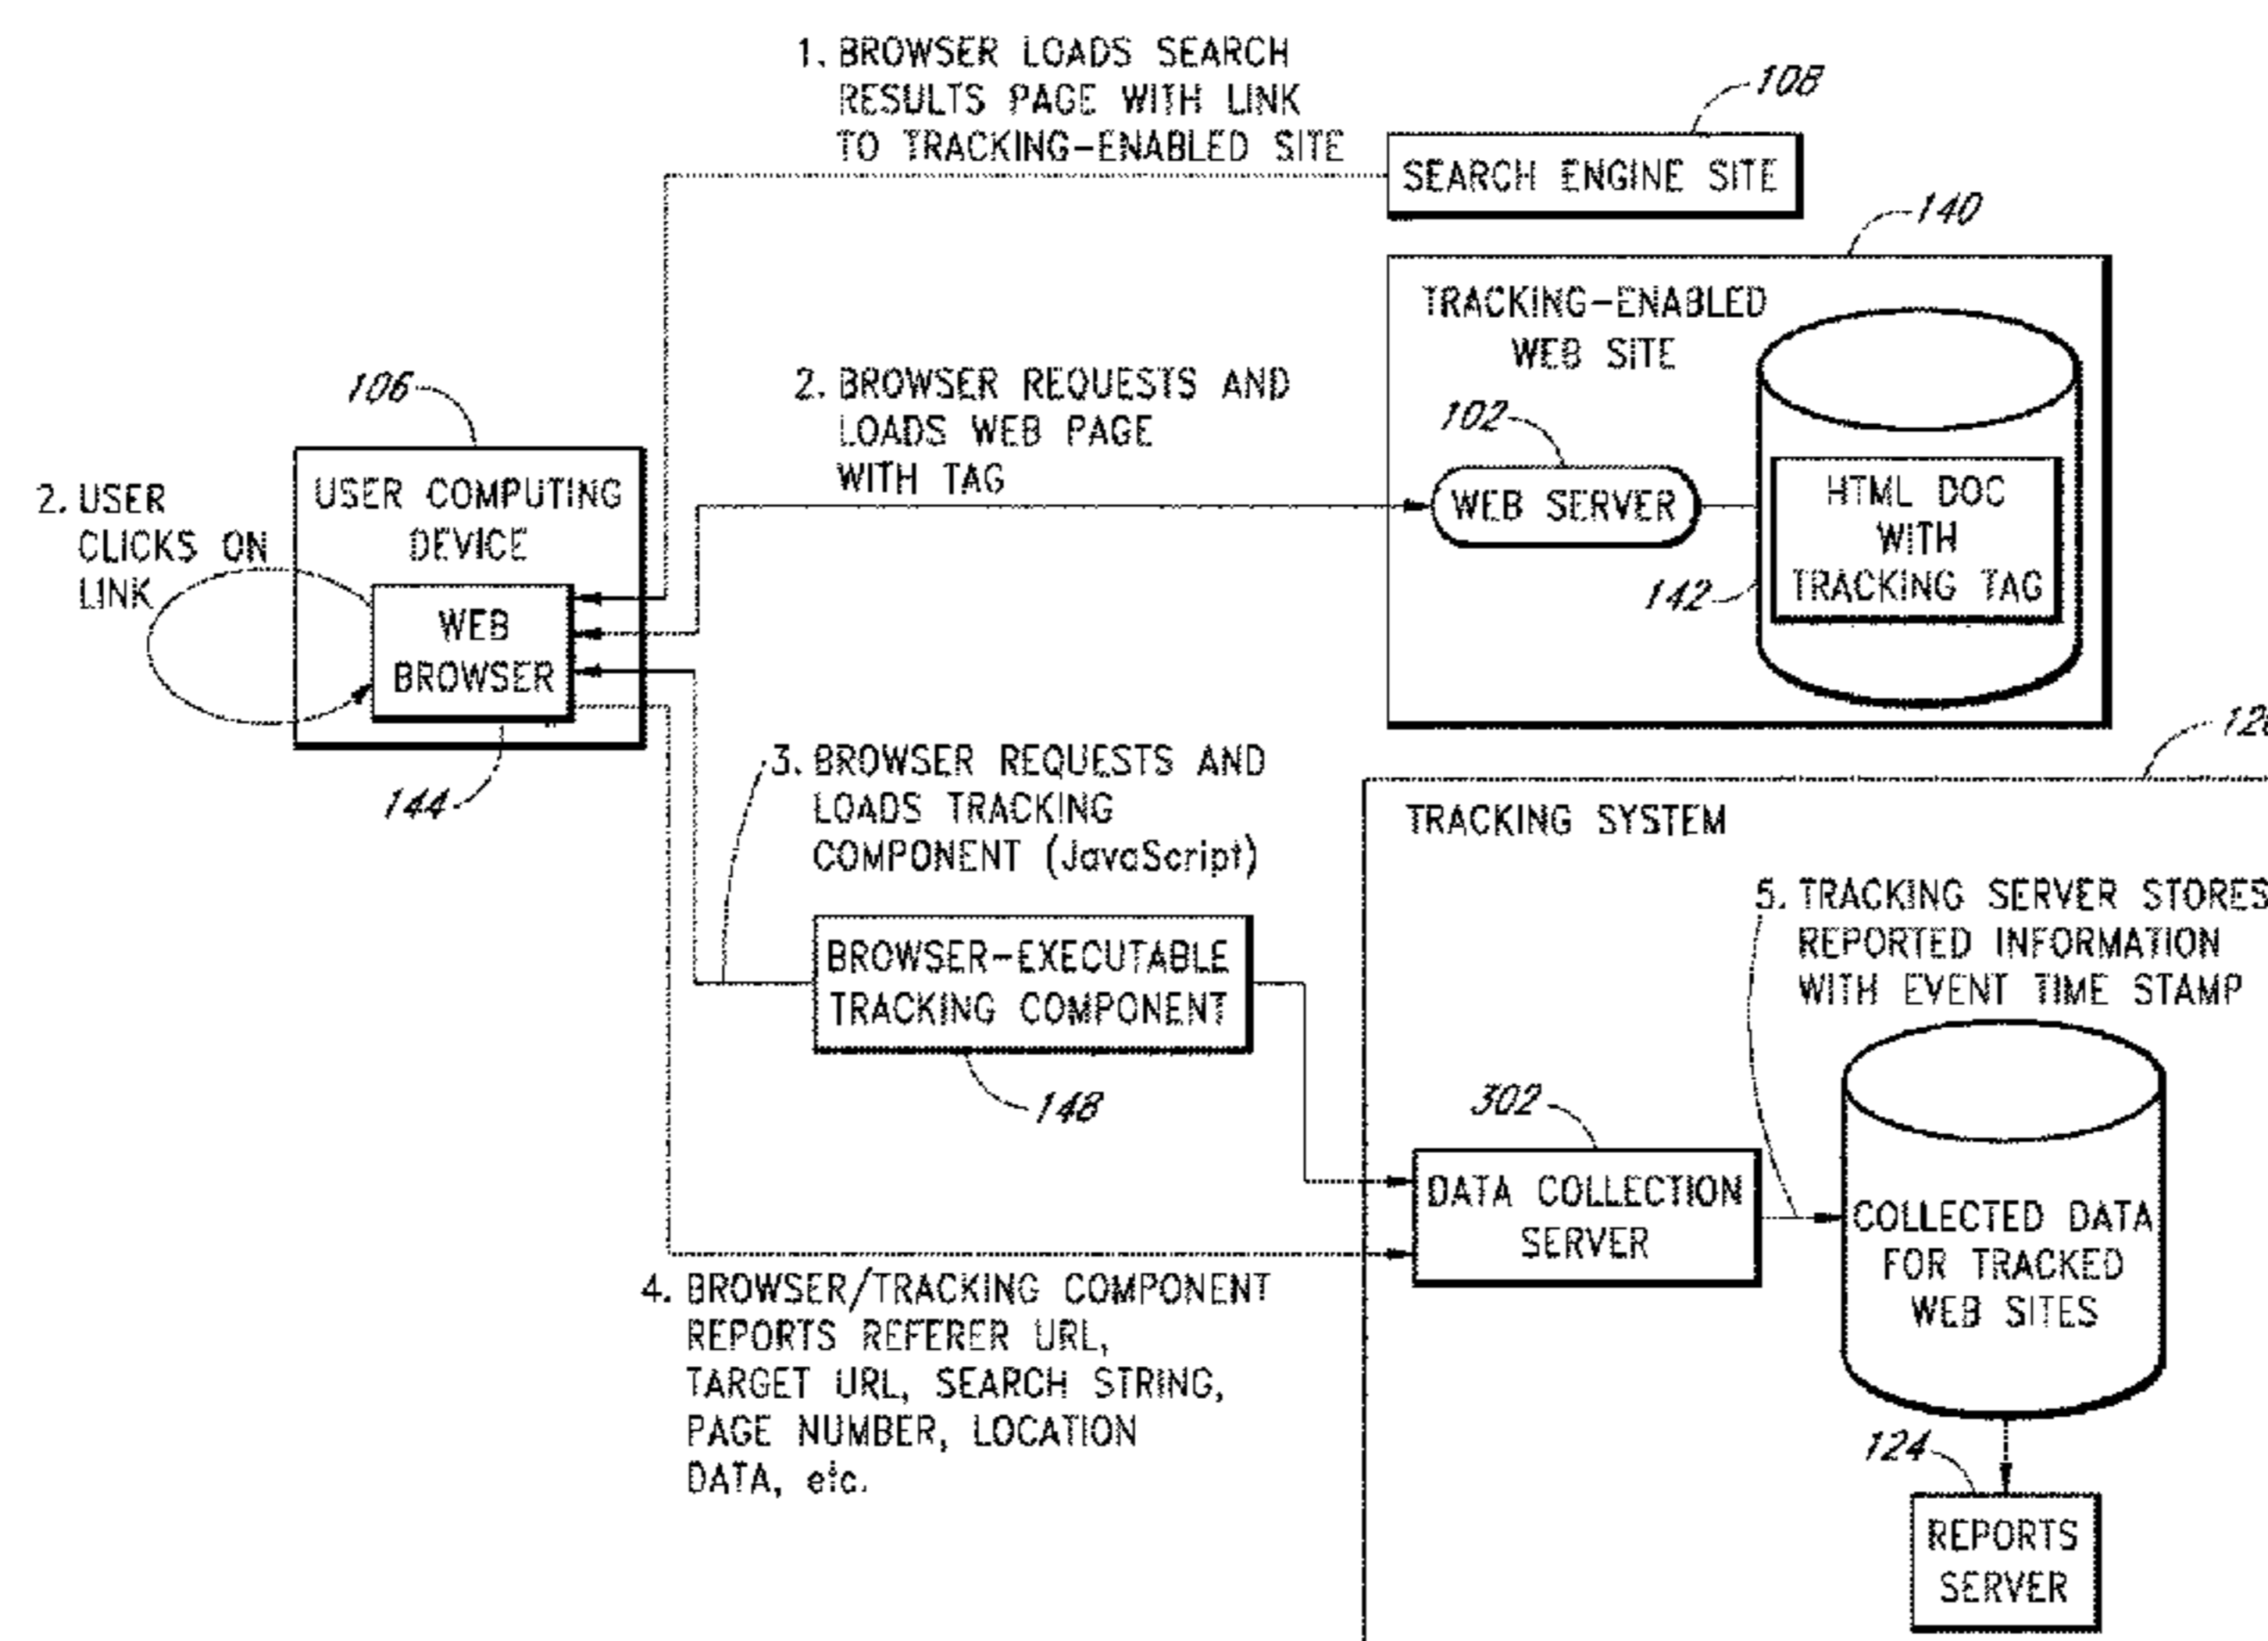 1. BROWSER LOADS SEARCH
RESULTS PAGE WITH LINK
TO TRACKING-ENABLED SITE
108
SEARCH ENGINE SITE
140
TRACKING-ENABLED
WEB SITE
102
WEB SERVER
HTML DOC
WITH
TRACKING TAG
142
2. BROWSER REQUESTS AND
LOADS WEB PAGE
WITH TAG
106
USER COMPUTING
DEVICE
WEB
BROWSER
144
2. USER
CLICKS ON
LINK
3. BROWSER REQUESTS AND
LOADS TRACKING
COMPONENT (JavaScript)
BROWSER-EXECUTABLE
TRACKING COMPONENT
148
4. BROWSER/TRACKING COMPONENT
REPORTS REFERER URL,
TARGET URL, SEARCH STRING,
PAGE NUMBER, LOCATION
DATA, etc.
TRACKING SYSTEM
5. TRACKING SERVER STORES
REPORTED INFORMATION
WITH EVENT TIME STAMP
302
DATA COLLECTION
SERVER
COLLECTED DATA
FOR TRACKED
WEB SITES
124
REPORTS
SERVER